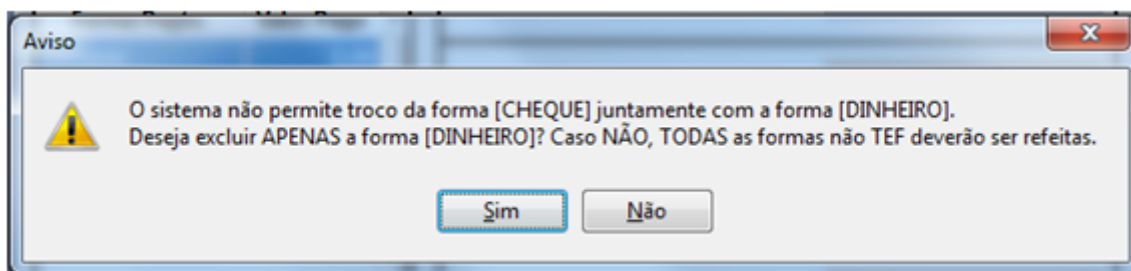 Aviso
O sistema não permite troco da forma [CHEQUE] juntamente com a forma [DINHEIRO].
Deseja excluir APENAS a forma [DINHEIRO]? Caso NÃO, TODAS as formas não TEF deverão ser refeitas.
Sim
Não